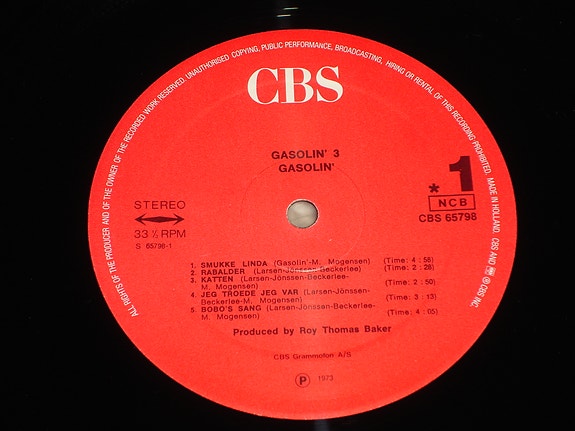 ALL RIGHTS OF THE PRODUCER AND OF THE OWNER OF THE RECORDED WORK RESERVED. UNAUTHORISED COPYING, PUBLIC PERFORMANCE, BROADCASTING, HIRING OR RENTAL OF THIS RECORDING PROHIBITED. MADE IN HOLLAND. CBS AND ® © CBS INC.
CBS
GASOLIN' 3
GASOLIN'
* 1
NCB
CBS 65798
STEREO
33 ⅓ RPM
S 65798-1
1. SMUKKE LINDA (Gasolin'-M. Mogensen) (Time: 4:56)
2. RABALDER (Larsen-Jönssen-Beckerlee) (Time: 2:28)
3. KATTEN (Larsen-Jönssen-Beckerlee-
M. Mogensen) (Time: 2:50)
4. JEG TROEDE JEG VAR (Larsen-Jönssen-
Beckerlee-M. Mogensen) (Time: 3:13)
5. BOBO'S SANG (Larsen-Jönssen-Beckerlee-
M. Mogensen) (Time: 4:05)
Produced by Roy Thomas Baker
CBS Grammofon A/S
Ⓟ 1973